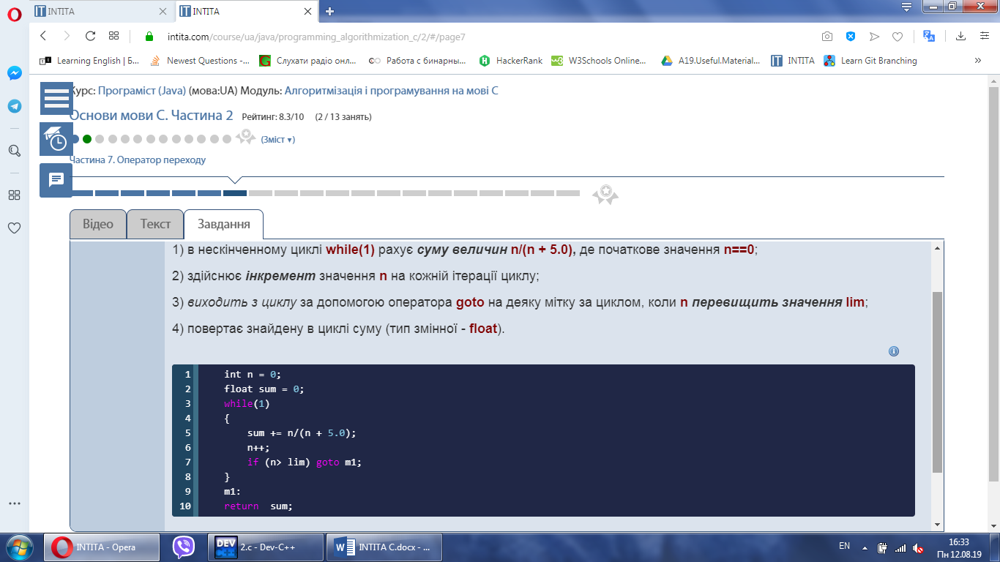 INTITA
INTITA
intita.com/course/ua/java/programming_algorithmization_c/2/#/page7
Learning English | Б...
Newest Questions -...
Слухати радіо онл...
Работа с бинарны...
HackerRank
W3Schools Online...
A19.Useful.Material...
INTITA
Learn Git Branching
»
Курс: Програміст (Java) (мова:UA) Модуль: Алгоритмізація і програмування на мові С
Основи мови С. Частина 2 Рейтинг: 8.3/10 (2 / 13 занять)
(Зміст ▼)
Частина 7. Оператор переходу
Відео Текст Завдання
1) в нескінченному циклі while(1) рахує суму величин n/(n + 5.0), де початкове значення n==0;
2) здійснює інкремент значення n на кожній ітерації циклу;
3) виходить з циклу за допомогою оператора goto на деяку мітку за циклом, коли n перевищить значення lim;
4) повертає знайдену в циклі суму (тип змінної - float).
1 int n = 0;
2 float sum = 0;
3 while(1)
4 {
5 sum += n/(n + 5.0);
6 n++;
7 if (n> lim) goto m1;
8 }
9 m1:
10 return  sum;
INTITA - Opera
DEV C++ 2.c - Dev-C++
INTITA C.docx - ...
EN
16:33
Пн 12.08.19